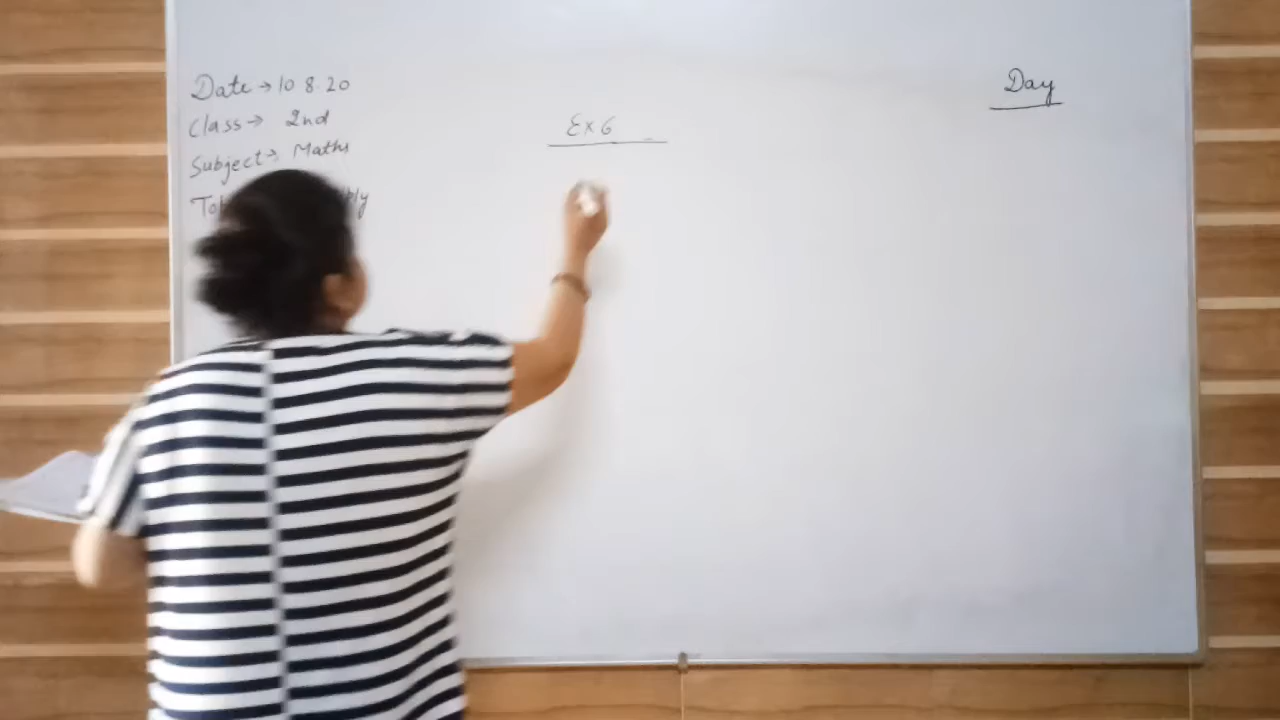 Date → 10 8.20
Class → 2nd
Subject → Maths
Ex 6
Day